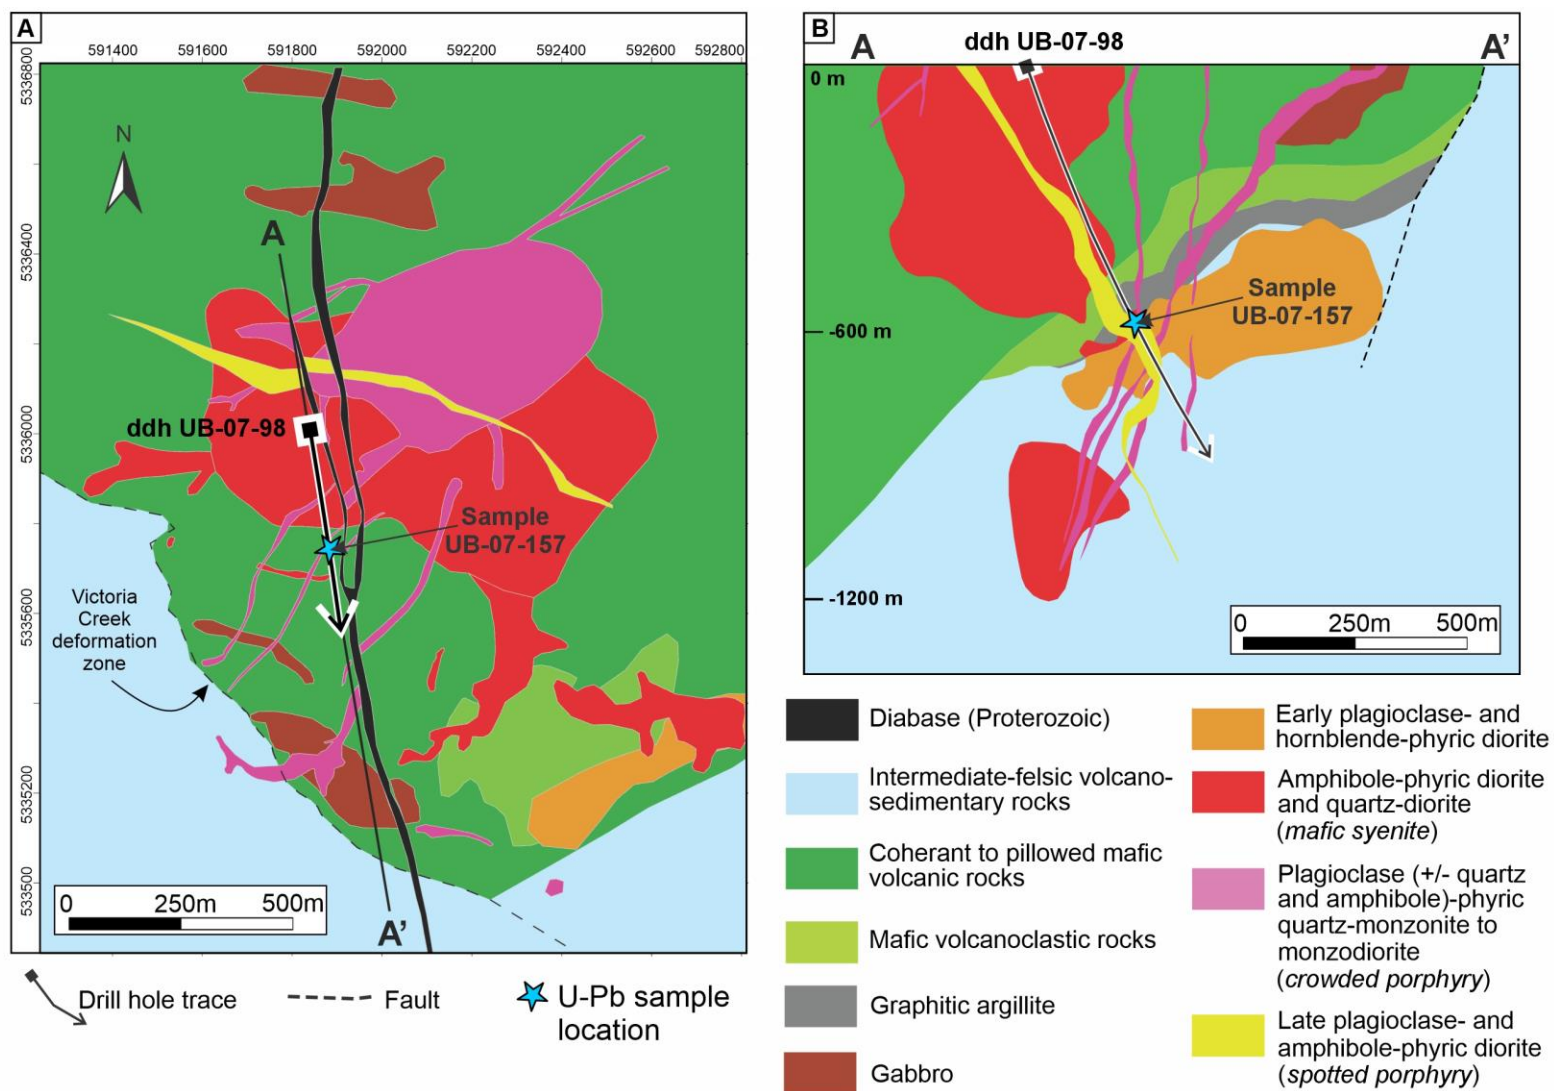 A
591400 591600 591800 592000 592200 592400 592600 592800
5336800
5336400
5336000
5335600
5335200
533500
N
A
ddh UB-07-98
Sample
UB-07-157
Victoria
Creek
deformation
zone
A’
0 250m 500m
Drill hole trace
Fault
U-Pb sample
location
B
A
ddh UB-07-98
A’
0 m
Sample
UB-07-157
-600 m
-1200 m
0 250m 500m
Diabase (Proterozoic)
Intermediate-felsic volcano-
sedimentary rocks
Coherant to pillowed mafic
volcanic rocks
Mafic volcanoclastic rocks
Graphitic argillite
Gabbro
Early plagioclase- and
hornblende-phyric diorite
Amphibole-phyric diorite
and quartz-diorite
(mafic syenite)
Plagioclase (+/- quartz
and amphibole)-phyric
quartz-monzonite to
monzodiorite
(crowded porphyry)
Late plagioclase- and
amphibole-phyric diorite
(spotted porphyry)